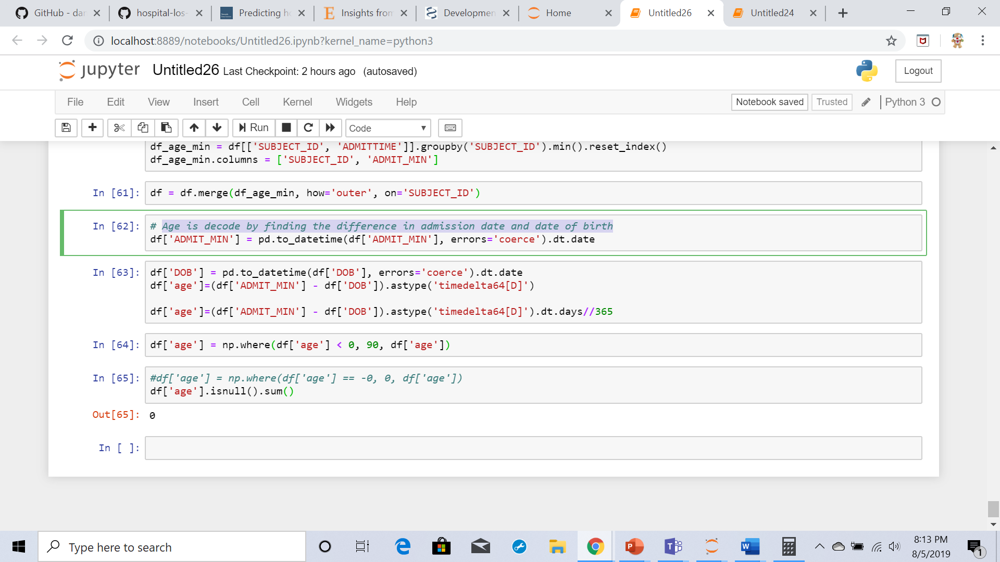 GitHub - dar
hospital-los-
Predicting ho
Insights from
Developmen
Home
Untitled26
Untitled24
localhost:8889/notebooks/Untitled26.ipynb?kernel_name=python3
jupyter Untitled26 Last Checkpoint: 2 hours ago (autosaved)
Logout
File Edit View Insert Cell Kernel Widgets Help
Notebook saved Trusted Python 3
Run Code
df_age_min = df[['SUBJECT_ID', 'ADMITTIME']].groupby('SUBJECT_ID').min().reset_index()
df_age_min.columns = ['SUBJECT_ID', 'ADMIT_MIN']
In [61]: df = df.merge(df_age_min, how='outer', on='SUBJECT_ID')
In [62]: # Age is decode by finding the difference in admission date and date of birth
df['ADMIT_MIN'] = pd.to_datetime(df['ADMIT_MIN'], errors='coerce').dt.date
In [63]: df['DOB'] = pd.to_datetime(df['DOB'], errors='coerce').dt.date
df['age']=(df['ADMIT_MIN'] - df['DOB']).astype('timedelta64[D]')
df['age']=(df['ADMIT_MIN'] - df['DOB']).astype('timedelta64[D]').dt.days//365
In [64]: df['age'] = np.where(df['age'] < 0, 90, df['age'])
In [65]: #df['age'] = np.where(df['age'] == -0, 0, df['age'])
df['age'].isnull().sum()
Out[65]: 0
In [ ]:
Type here to search
8:13 PM
8/5/2019
1